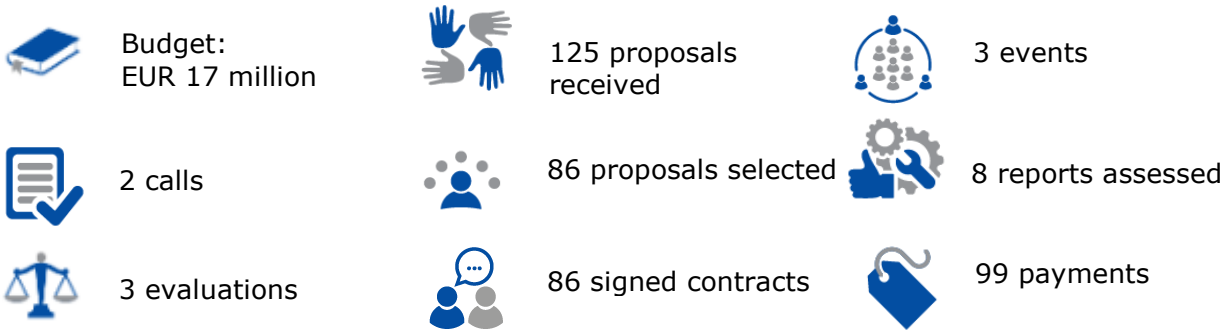 Budget:
EUR 17 million
125 proposals
received
3 events
2 calls
86 proposals selected
8 reports assessed
3 evaluations
86 signed contracts
99 payments